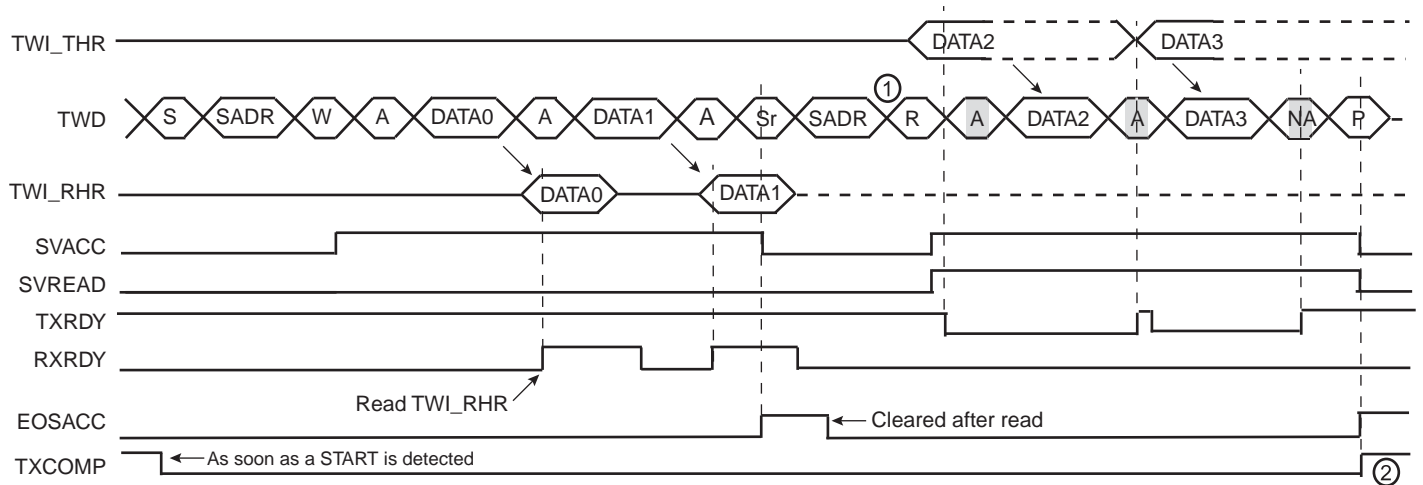 TWI_THR DATA2 DATA3
①
TWD S SADR W A DATA0 A DATA1 A Sr SADR R A DATA2 A DATA3 NA P
TWI_RHR DATA0 DATA1
SVACC
SVREAD
TXRDY
RXRDY
Read TWI_RHR
EOSACC Cleared after read
TXCOMP As soon as a START is detected ②